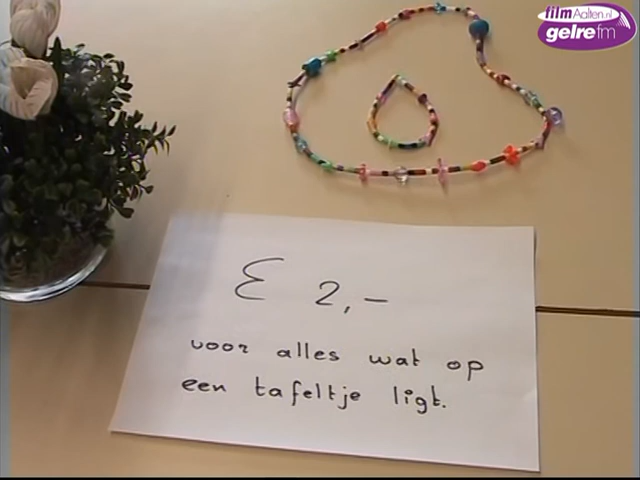 filmAalten.nl
gelre fm
€ 2,-
voor alles wat op
een tafeltje ligt.